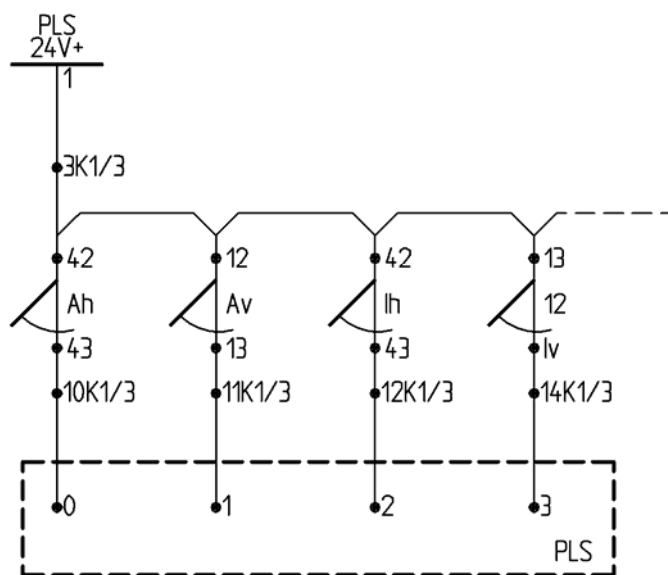 PLS
24V+
1
3K1/3
42 12 42 13
Ah Av Ih 12
43 13 43 Iv
10K1/3 11K1/3 12K1/3 14K1/3
0 1 2 3
PLS